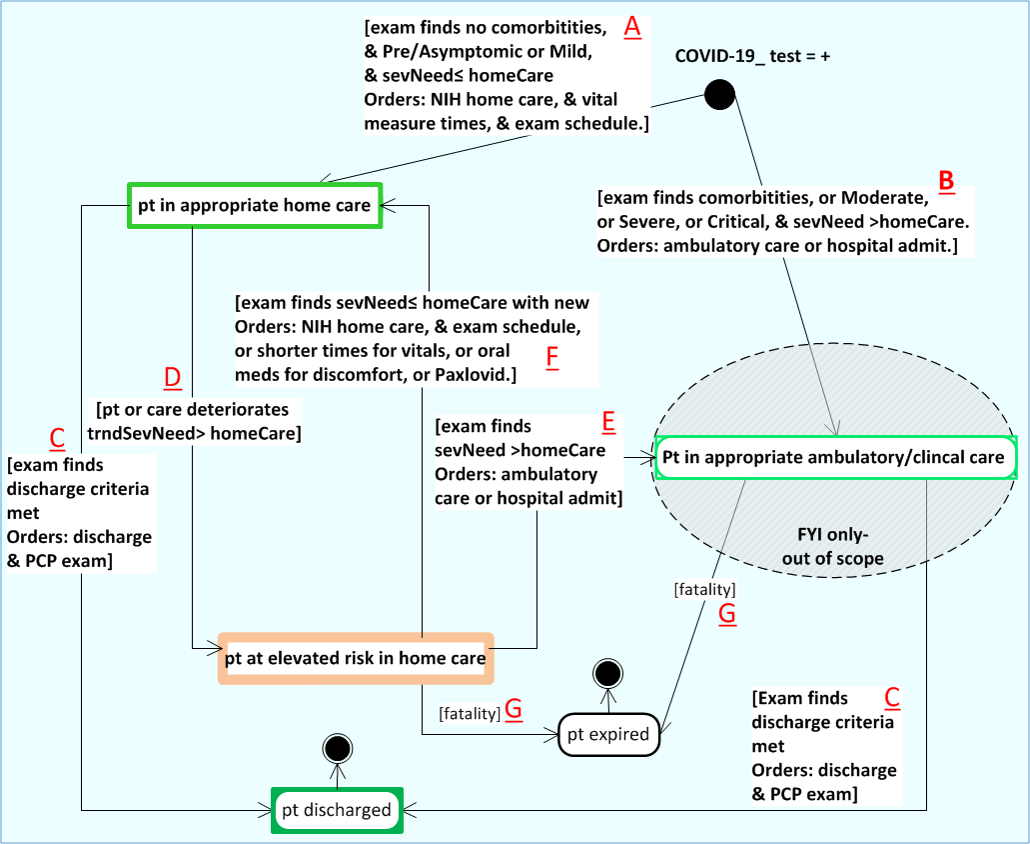 [exam finds no comorbitities,
& Pre/Asymptomic or Mild,
& sevNeed≤ homeCare
Orders: NIH home care, & vital
measure times, & exam schedule.]
A
COVID-19_ test = +
B
[exam finds comorbtities, or Moderate,
or Severe, or Critical, & sevNeed >homeCare.
Orders: ambulatory care or hospital admit.]
pt in appropriate home care
[exam finds sevNeed≤ homeCare with new
Orders: NIH home care, & exam schedule,
or shorter times for vitals, or oral
meds for discomfort, or Paxlovid.]
F
D
[pt or care deteriorates
trndSevNeed> homeCare]
C
[exam finds
discharge criteria
met
Orders: discharge
& PCP exam]
[exam finds
sevNeed >homeCare
Orders: ambulatory
care or hospital admit]
E
Pt in appropriate ambulatory/clincal care
FYI only-
out of scope
[fatality]
G
pt at elevated risk in home care
[fatality] G
pt expired
[Exam finds
discharge criteria
met
Orders: discharge
& PCP exam]
C
pt discharged